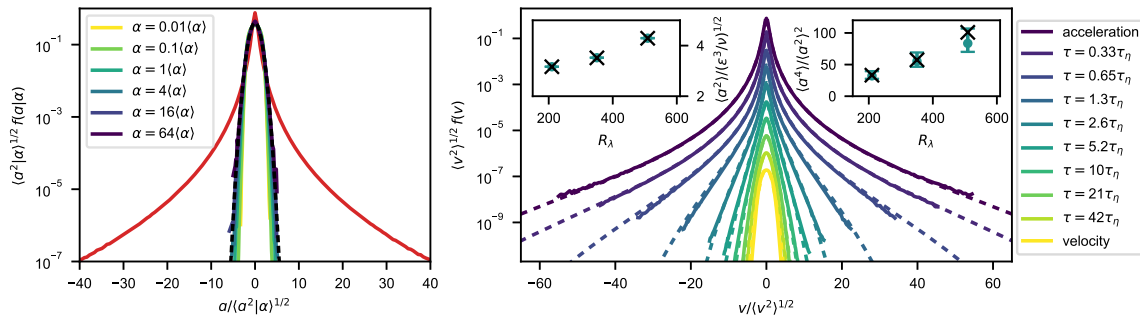 10⁻¹
10⁻³
10⁻⁵
10⁻⁷
⟨a²|α⟩^{1/2} f(a|α)
α = 0.01⟨α⟩
α = 0.1⟨α⟩
α = 1⟨α⟩
α = 4⟨α⟩
α = 16⟨α⟩
α = 64⟨α⟩
−40 −30 −20 −10 0 10 20 30 40
a/⟨a²|α⟩^{1/2}
10⁻¹
10⁻³
10⁻⁵
10⁻⁷
10⁻⁹
⟨v²⟩^{1/2} f(v)
−60 −40 −20 0 20 40 60
v/⟨v²⟩^{1/2}
200 400 600
R_λ
4
2
⟨a²⟩/(ε³/ν)^{1/2}
100
50
0
⟨a⁴⟩/⟨a²⟩²
200 400 600
R_λ
acceleration
τ = 0.33τ_η
τ = 0.65τ_η
τ = 1.3τ_η
τ = 2.6τ_η
τ = 5.2τ_η
τ = 10τ_η
τ = 21τ_η
τ = 42τ_η
velocity